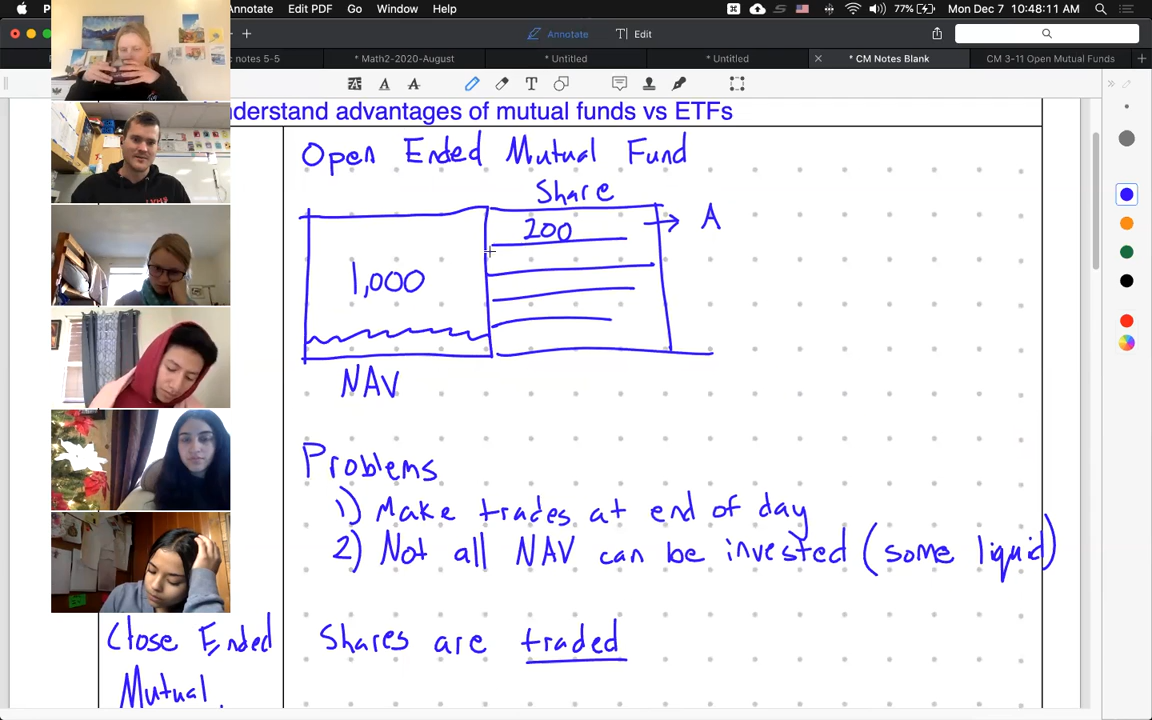 Annotate Edit PDF Go Window Help 77% Mon Dec 7 10:48:11 AM
Annotate Edit
notes 5-5 * Math2-2020-August * Untitled * Untitled * CM Notes Blank CM 3-11 Open Mutual Funds
nderstand advantages of mutual funds vs ETFs
Open Ended Mutual Fund
Share
200 → A
1,000
NAV
Problems
1) Make trades at end of day
2) Not all NAV can be invested (some liquid)
Close Ended Shares are traded
Mutual